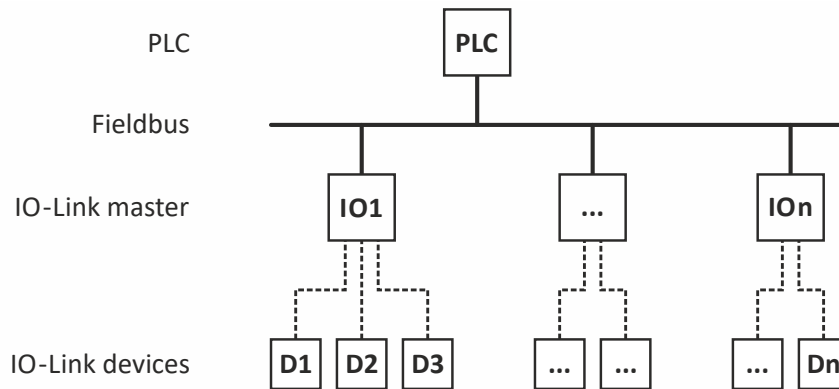 PLC PLC
Fieldbus
IO-Link master IO1 ... IOn
IO-Link devices D1 D2 D3 ... ... ... Dn